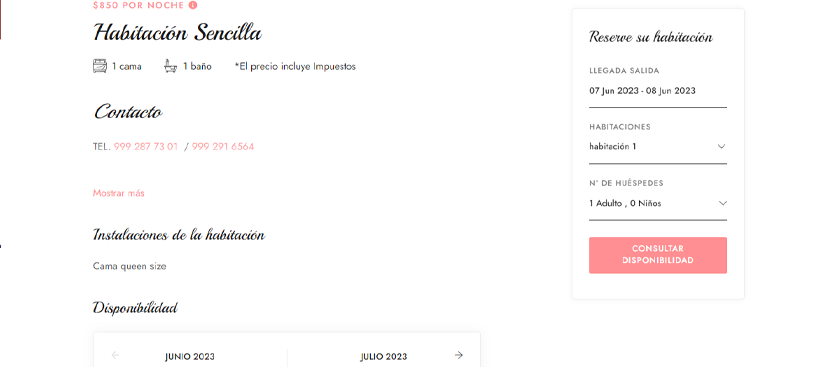 $850 POR NOCHE
Habitación Sencilla
1 cama 1 baño *El precio incluye Impuestos
Contacto
TEL. 999 287 73 01 / 999 291 6564
Mostrar más
Instalaciones de la habitación
Cama queen size
Disponibilidad
JUNIO 2023 JULIO 2023
Reserve su habitación
LLEGADA SALIDA
07 Jun 2023 - 08 Jun 2023
HABITACIONES
habitación 1
N° DE HUÉSPEDES
1 Adulto , 0 Niños
CONSULTAR
DISPONIBILIDAD